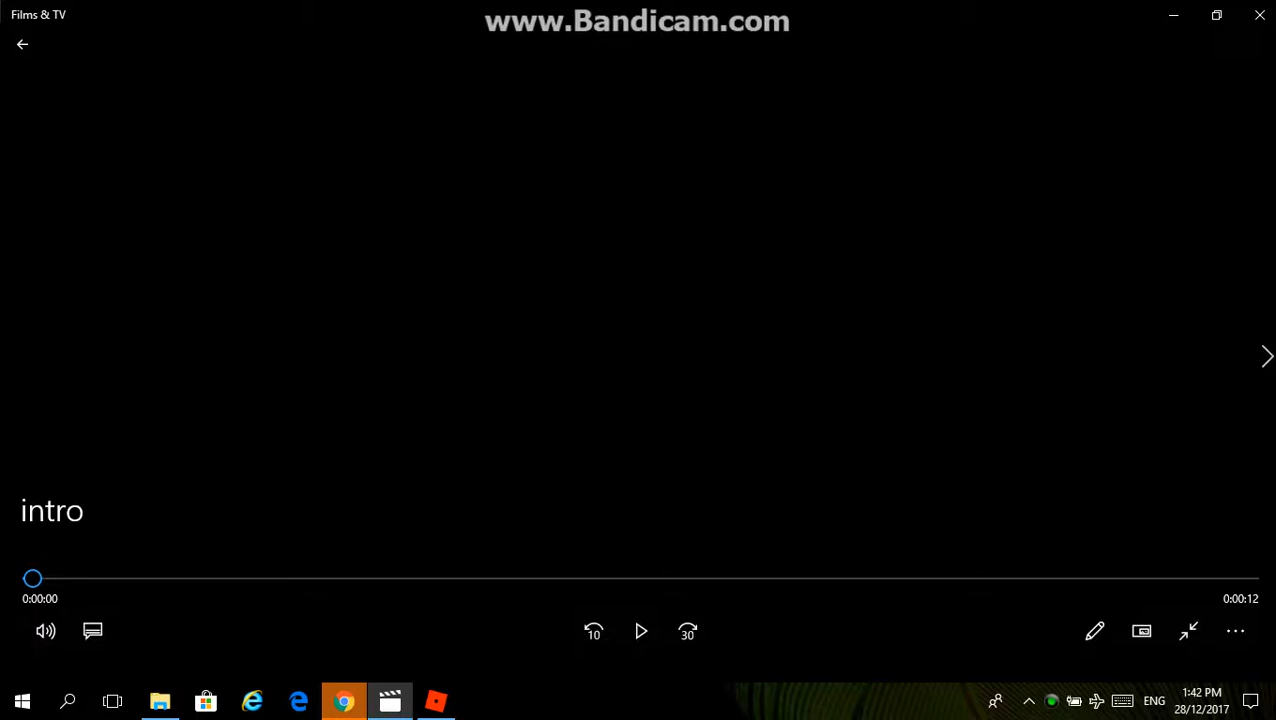 Films & TV
www.Bandicam.com
intro
0:00:00
0:00:12
10
30
ENG
1:42 PM
28/12/2017